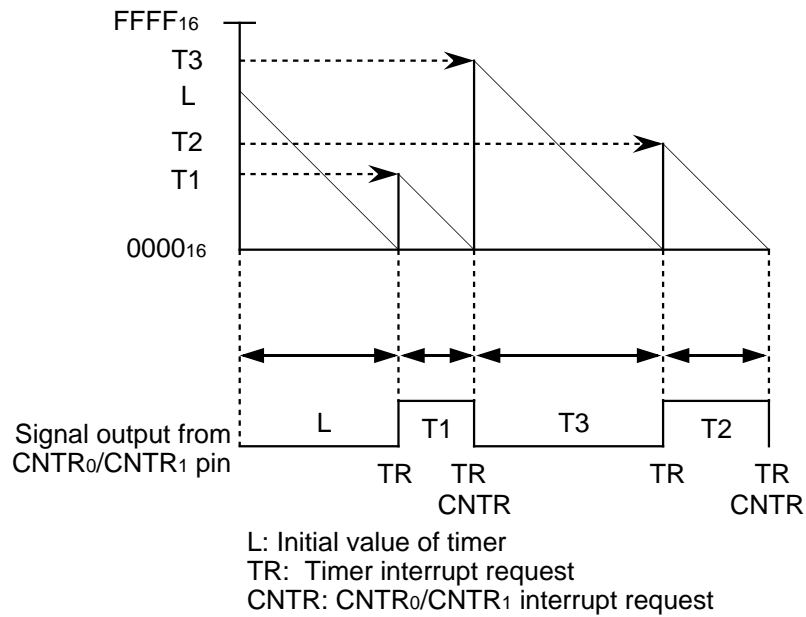 FFFF16
T3
L
T2
T1
000016
L
T1
T3
T2
Signal output from
CNTR0/CNTR1 pin
TR
TR
TR
TR
CNTR
CNTR
L: Initial value of timer
TR: Timer interrupt request
CNTR: CNTR0/CNTR1 interrupt request